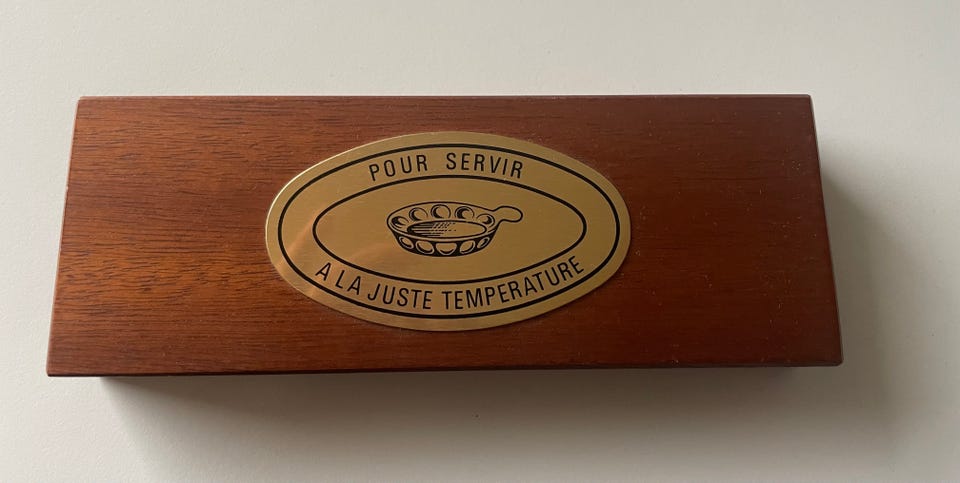 POUR SERVIR
A LA JUSTE TEMPERATURE